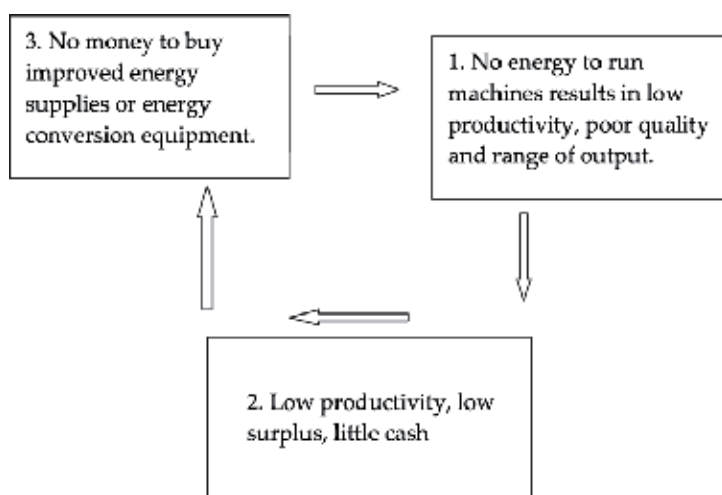 3. No money to buy
improved energy
supplies or energy
conversion equipment.
1. No energy to run
machines results in low
productivity, poor quality
and range of output.
2. Low productivity, low
surplus, little cash